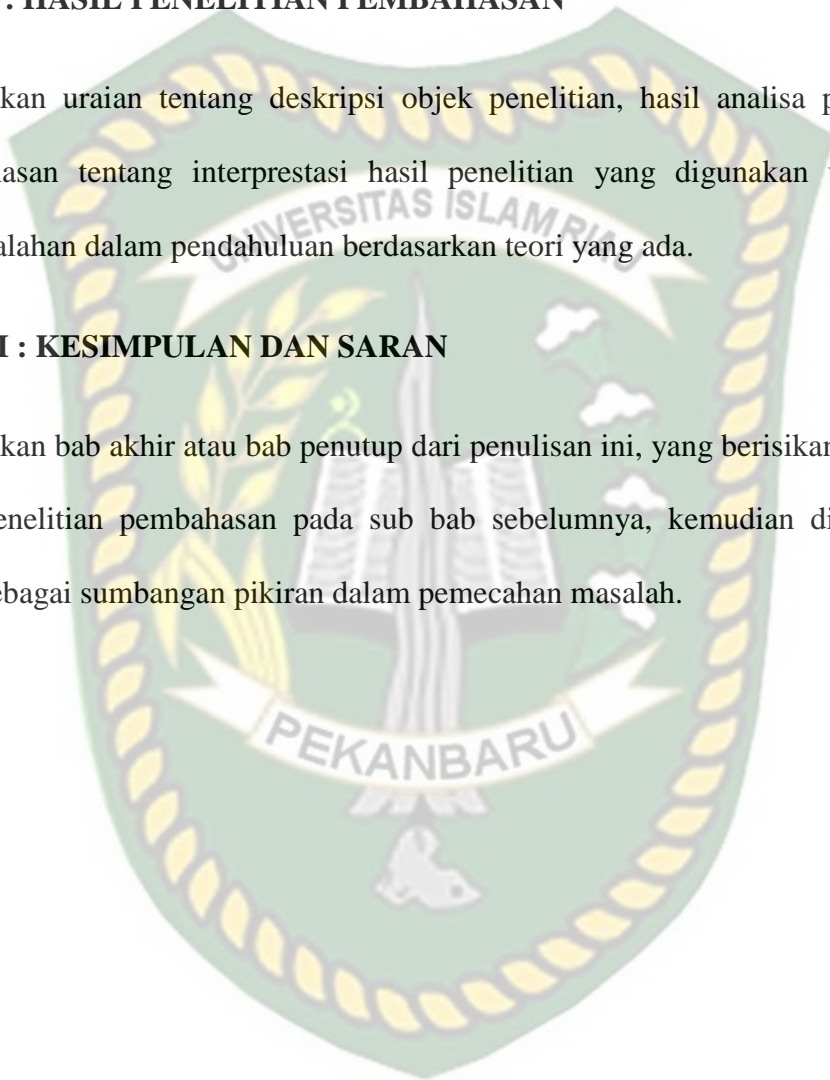 : HASIL PENELITIAN PEMBAHASAN
kan uraian tentang deskripsi objek penelitian, hasil analisa p
asan tentang interprestasi hasil penelitian yang digunakan
alahan dalam pendahuluan berdasarkan teori yang ada.
UNIVERSITAS ISLAM RIAU
I : KESIMPULAN DAN SARAN
kan bab akhir atau bab penutup dari penulisan ini, yang berisikan
enelitian pembahasan pada sub bab sebelumnya, kemudian di
ebagai sumbangan pikiran dalam pemecahan masalah.
PEKANBARU